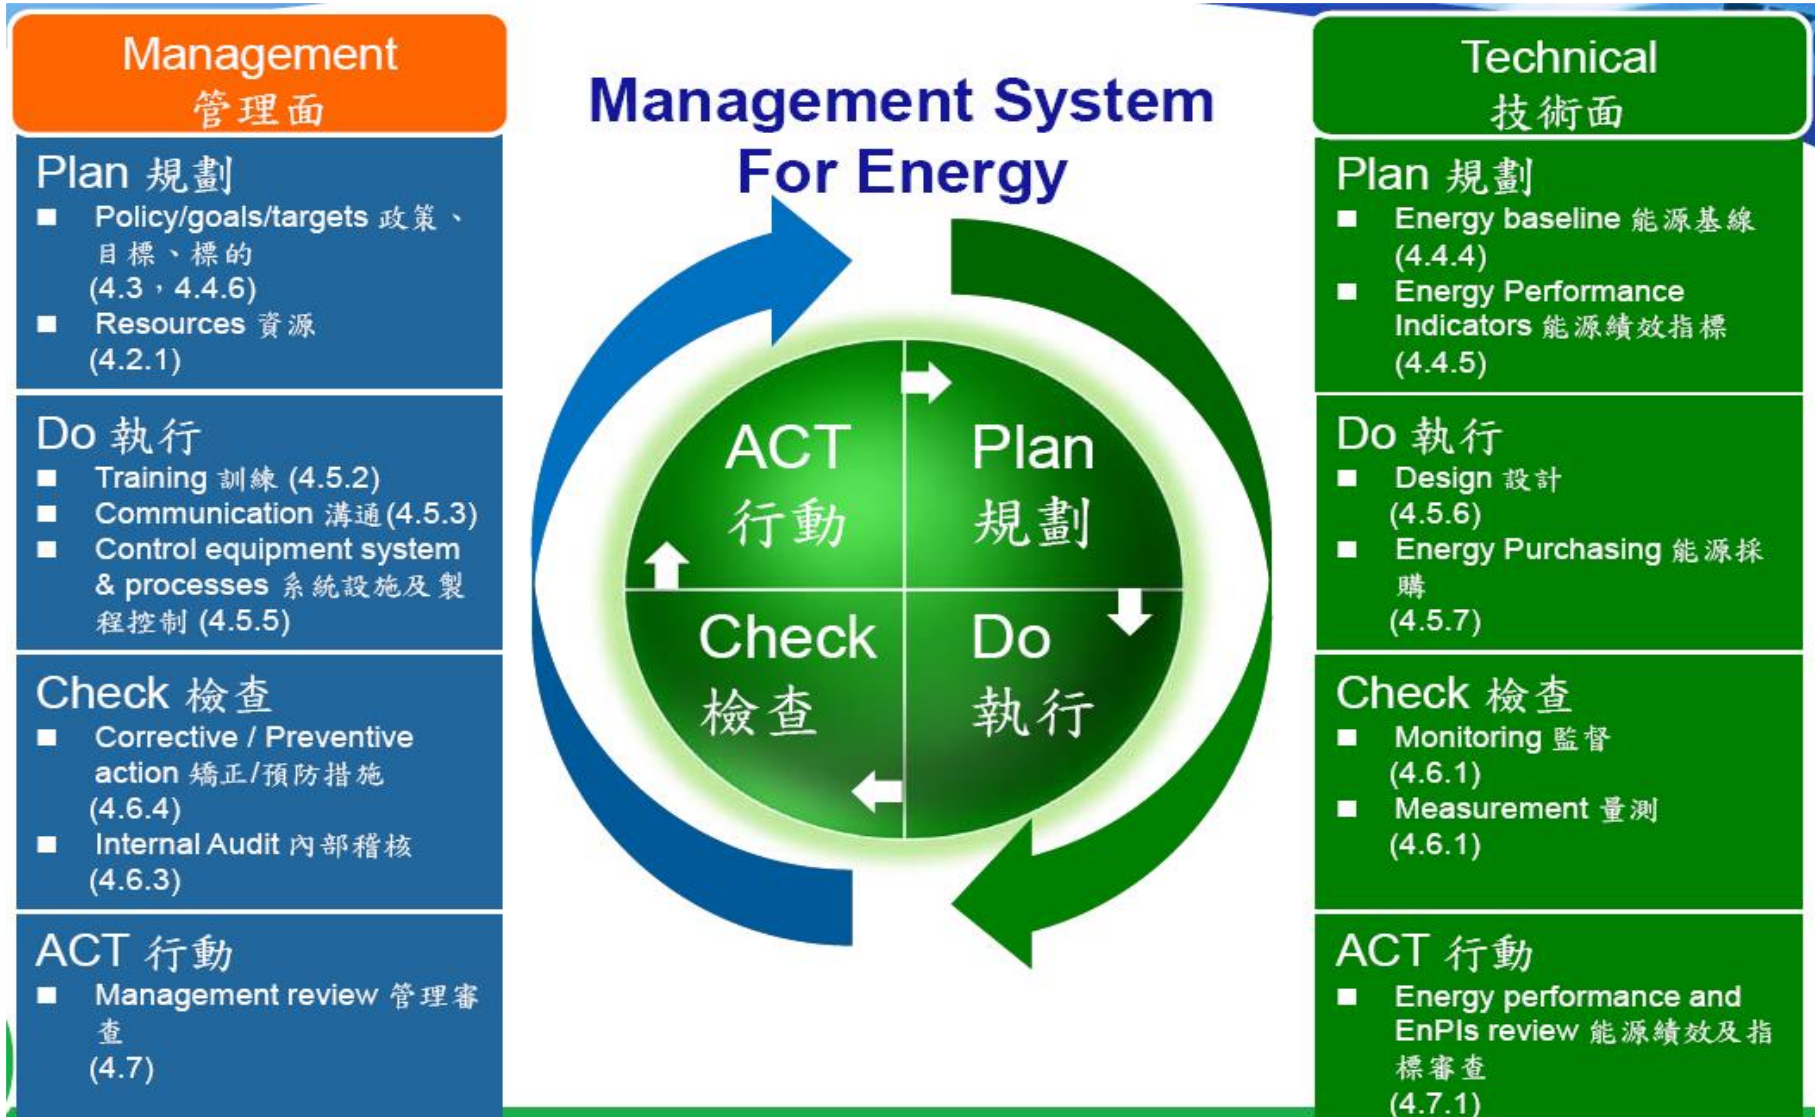 Management
管理面
Plan 規劃
■ Policy/goals/targets 政策、
目標、標的
(4.3，4.4.6)
■ Resources 資源
(4.2.1)
Do 執行
■ Training 訓練 (4.5.2)
■ Communication 溝通(4.5.3)
■ Control equipment system
& processes 系統設施及製
程控制 (4.5.5)
Check 檢查
■ Corrective / Preventive
action 矯正/預防措施
(4.6.4)
■ Internal Audit 內部稽核
(4.6.3)
ACT 行動
■ Management review 管理審
查
(4.7)
Management System
For Energy
ACT
行動
Plan
規劃
Check
檢查
Do
執行
Technical
技術面
Plan 規劃
■ Energy baseline 能源基線
(4.4.4)
■ Energy Performance
Indicators 能源績效指標
(4.4.5)
Do 執行
■ Design 設計
(4.5.6)
■ Energy Purchasing 能源採
購
(4.5.7)
Check 檢查
■ Monitoring 監督
(4.6.1)
■ Measurement 量測
(4.6.1)
ACT 行動
■ Energy performance and
EnPIs review 能源績效及指
標審查
(4.7.1)